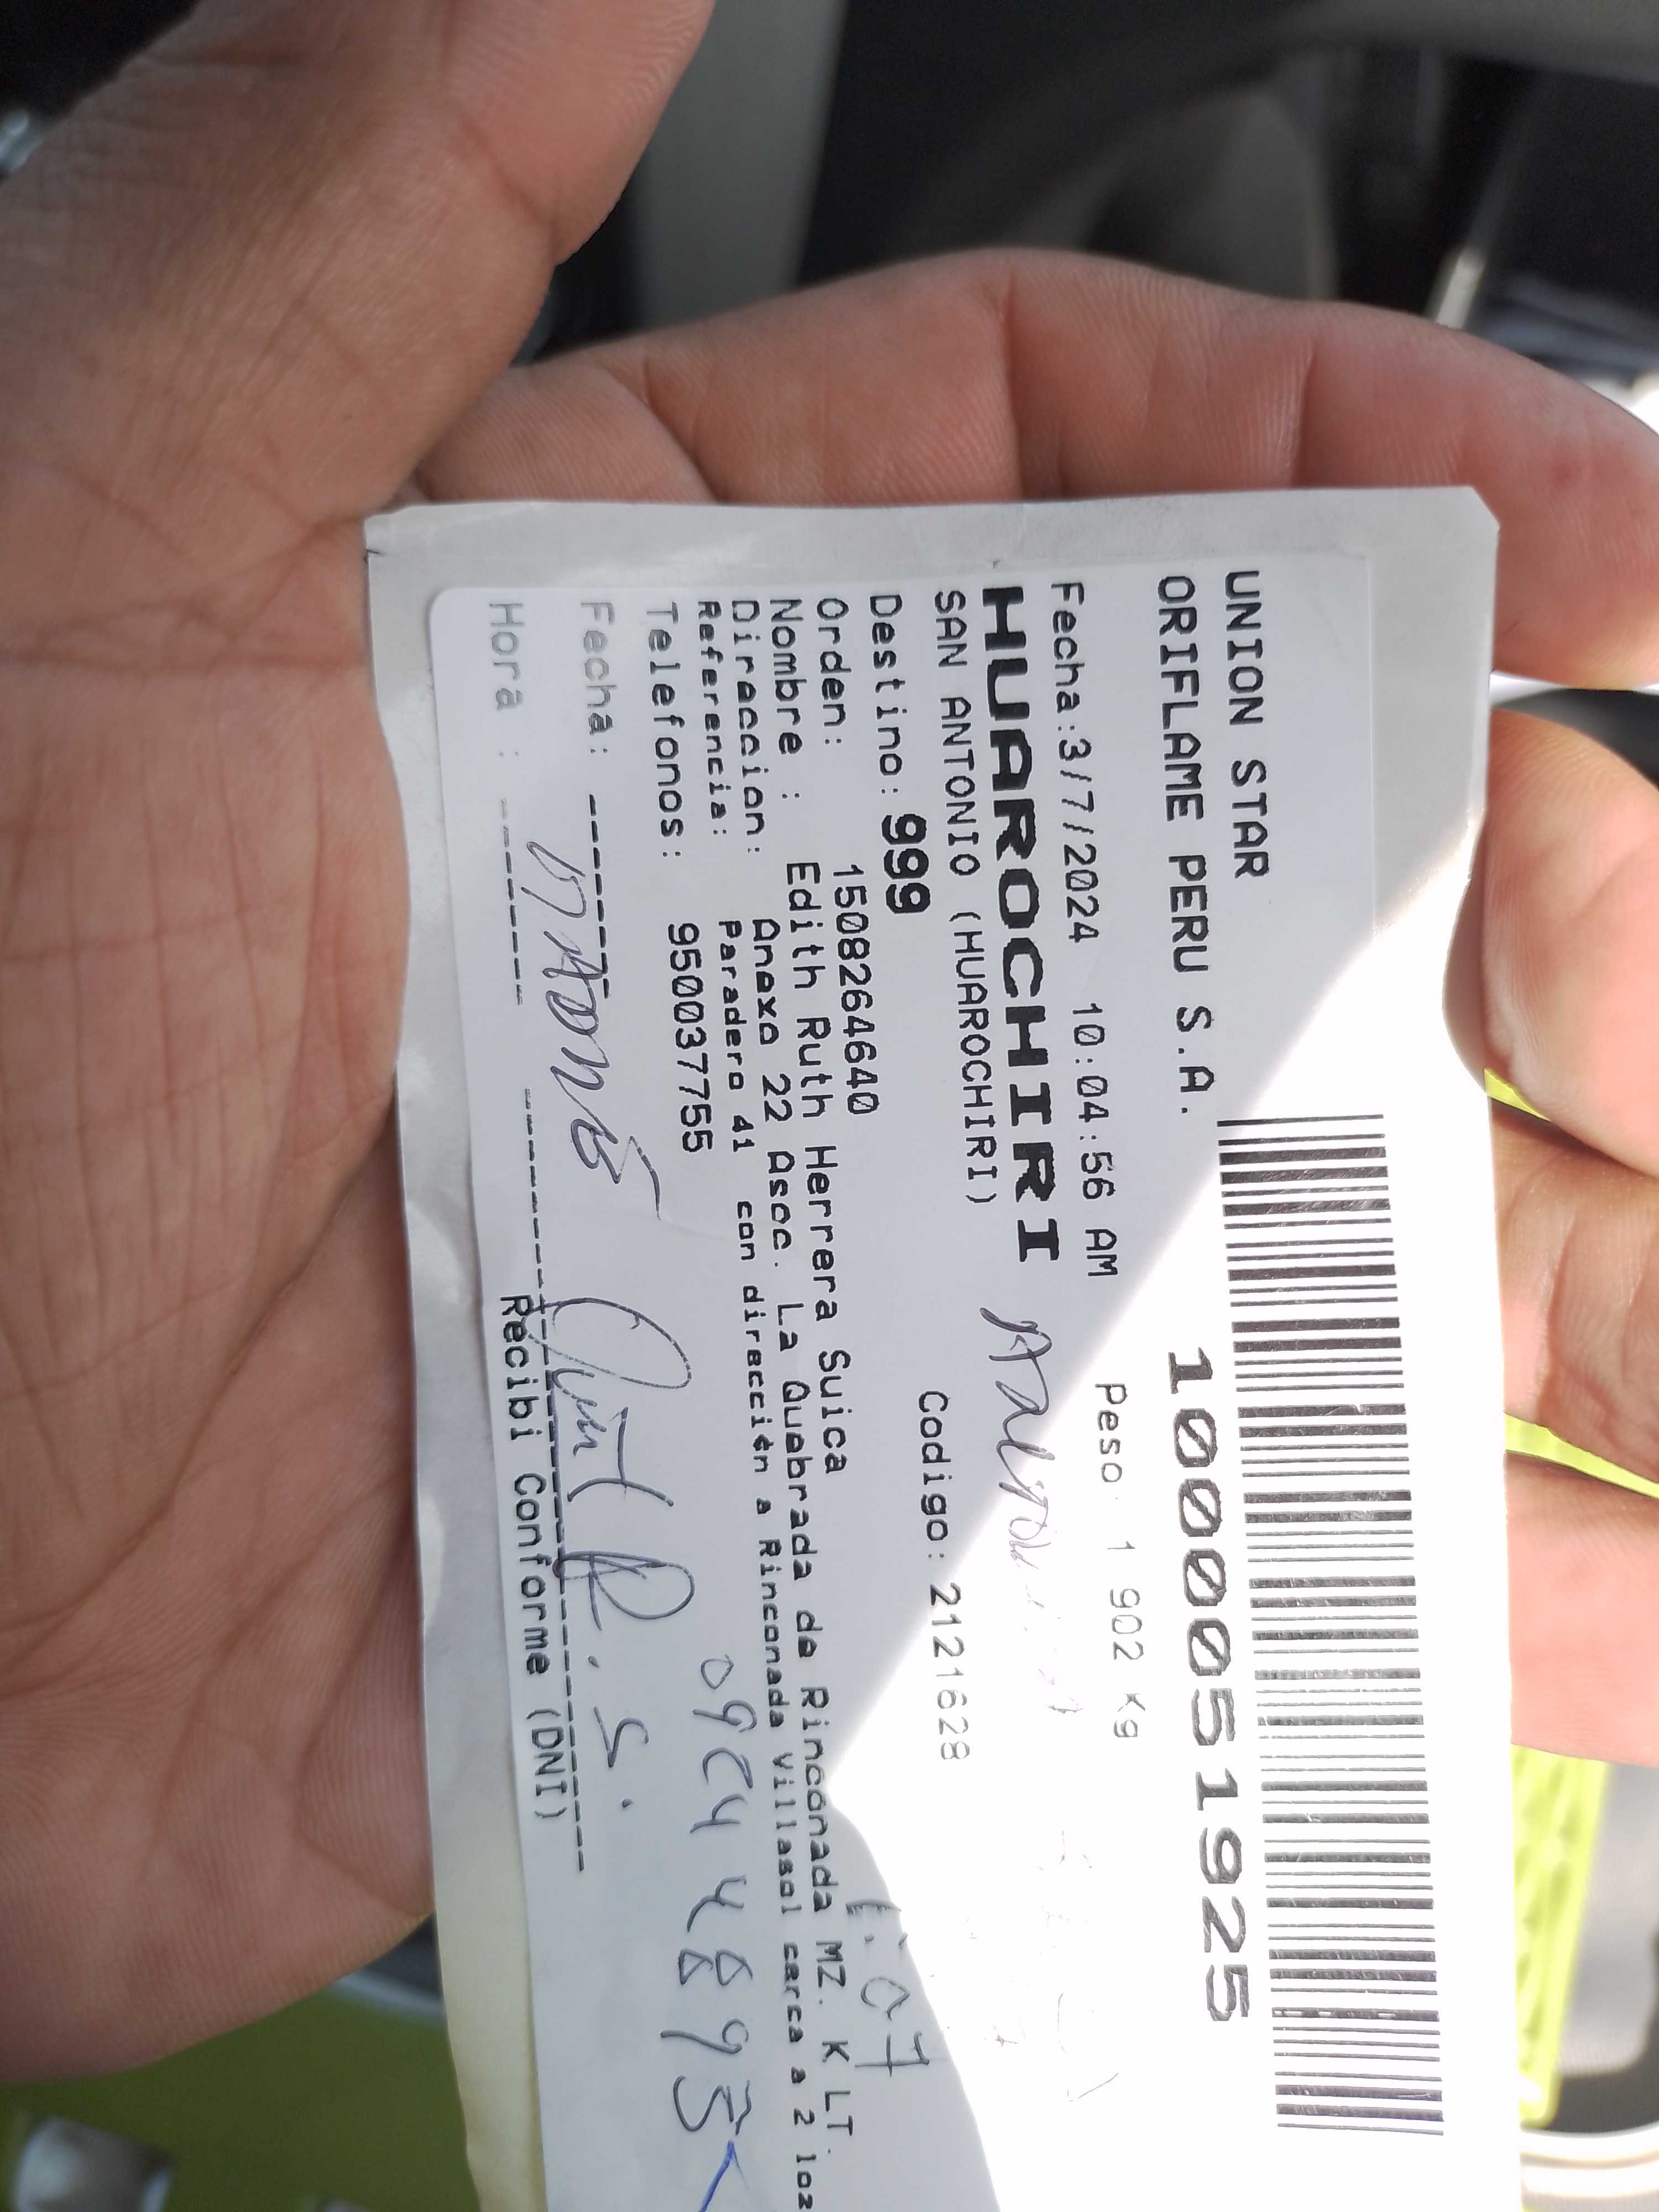 UNION STAR
ORIFLAME PERU S.A.
1000051925
Fecha:3/7/2024 10:04:56 AM
Peso: 1 902 Kg
HUAROCHIRI
SAN ANTONIO (HUAROCHIRI)
Destino: 999
Codigo: 2121628
Orden: 1508264640
Nombre : Edith Ruth Herrera Suica
Direccion: Anexo 22 Asoc. La Quebrada de Rinconada MZ. K LT.
Referencia: Paradero 41 con dirección a Rinconada villasol cerca a 2 loz
Telefonos: 950037755
Fecha: --------
Hora : --------
Recibi Conforme (DNI)